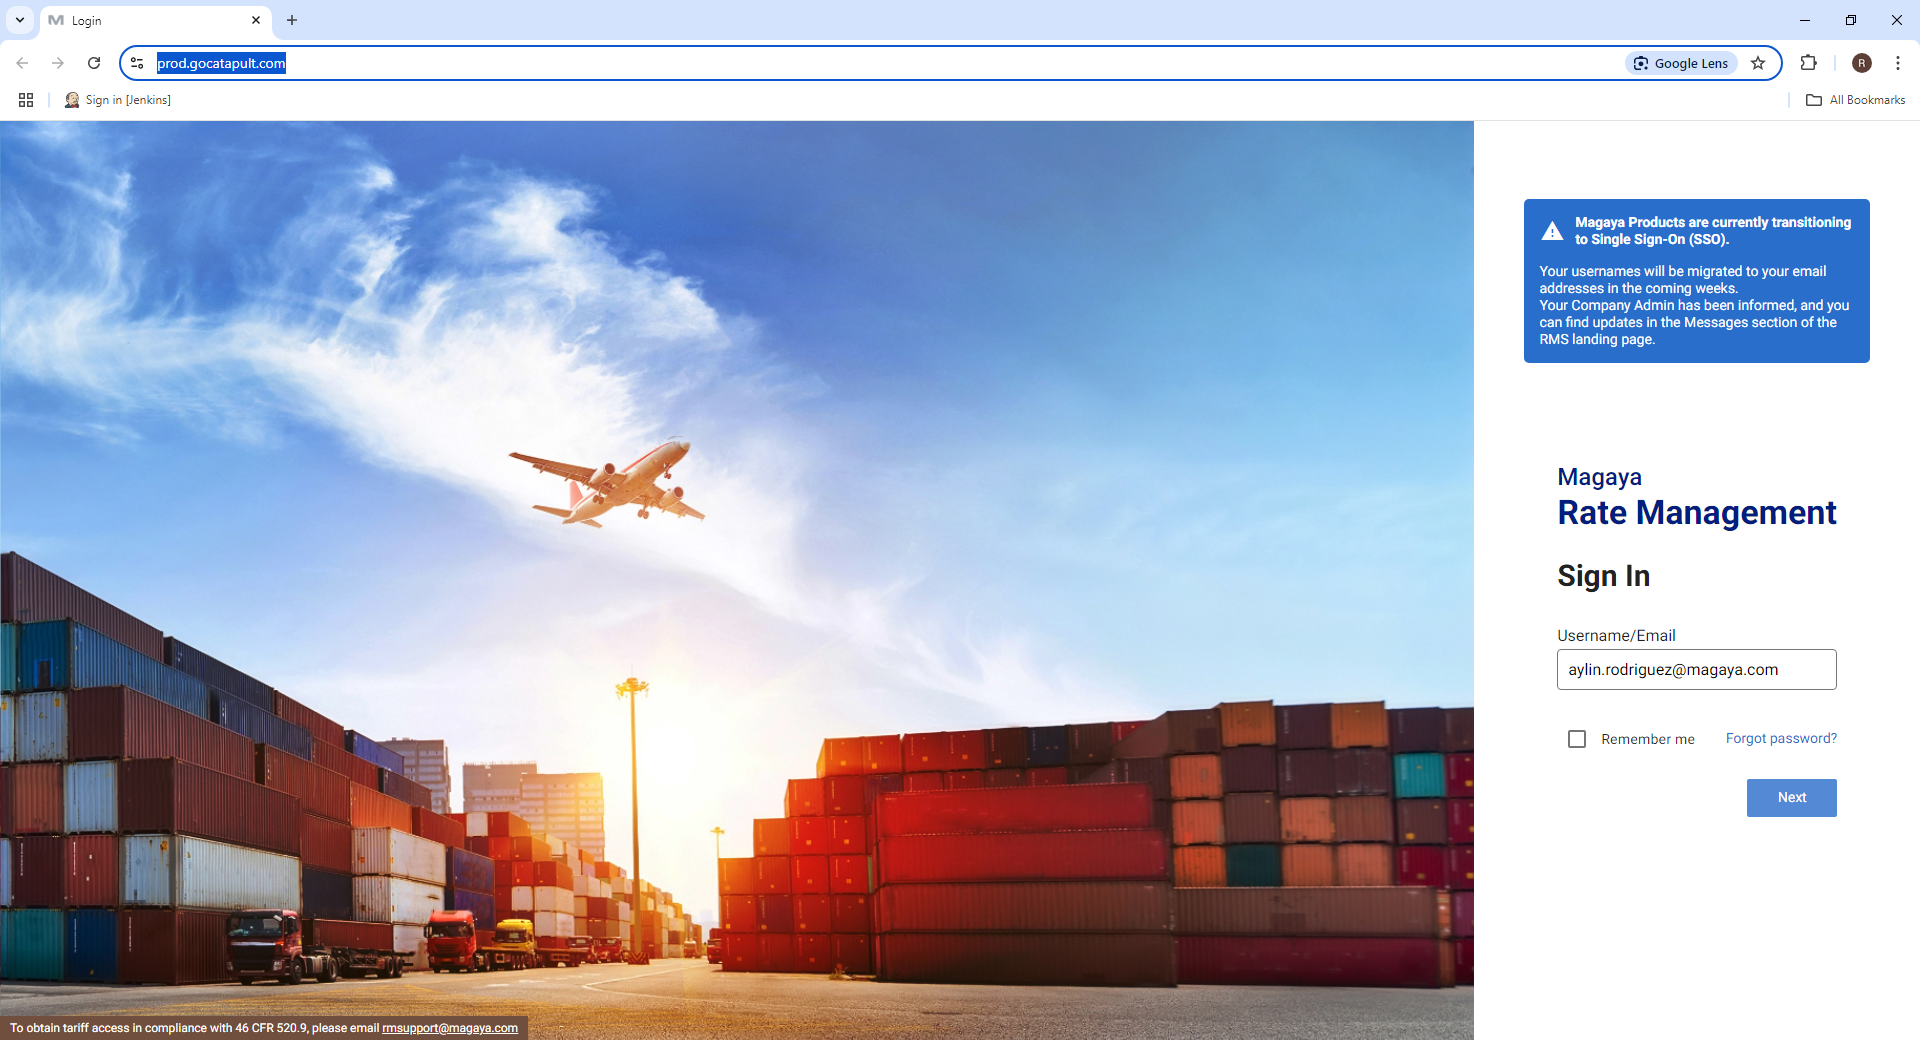 Login
prod.gocatapult.com
Google Lens
R
Sign in [Jenkins]
All Bookmarks
Magaya Products are currently transitioning
to Single Sign-On (SSO).
Your usernames will be migrated to your email
addresses in the coming weeks.
Your Company Admin has been informed, and you
can find updates in the Messages section of the
RMS landing page.
Magaya
Rate Management
Sign In
Username/Email
aylin.rodriguez@magaya.com
Remember me
Forgot password?
Next
To obtain tariff access in compliance with 46 CFR 520.9, please email rmsupport@magaya.com